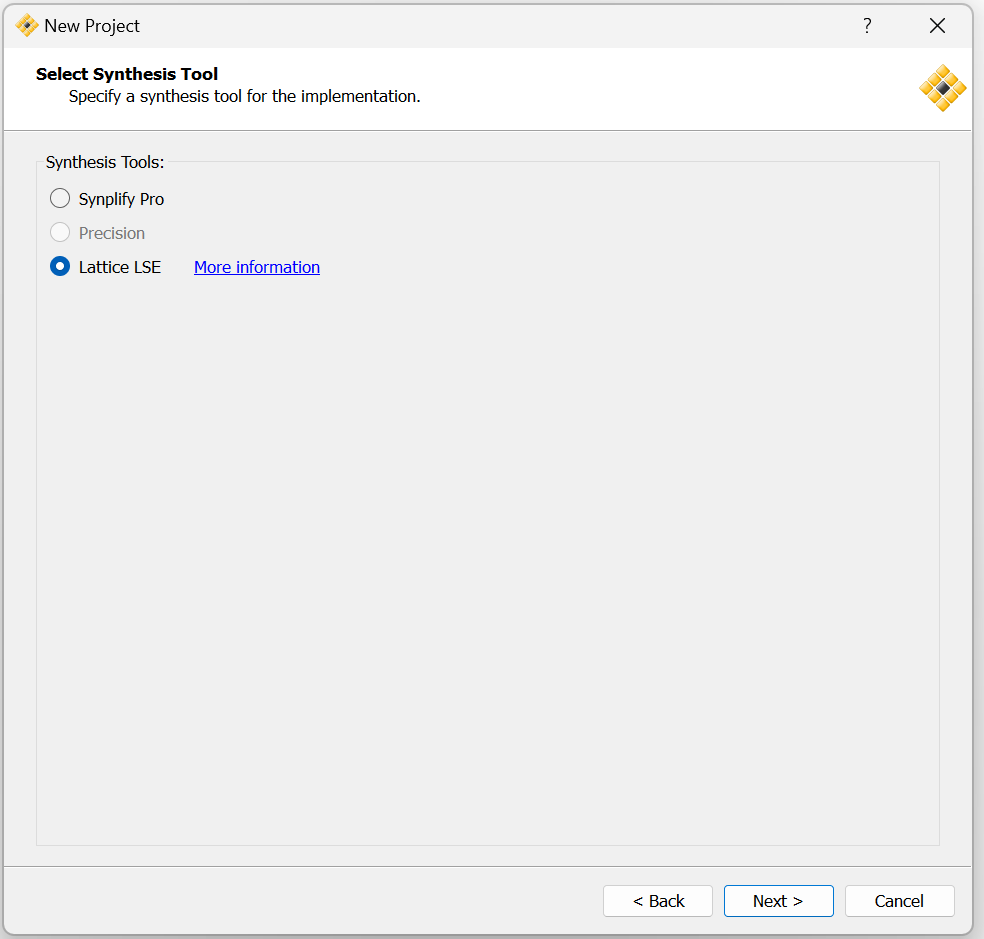 New Project
?
Select Synthesis Tool
Specify a synthesis tool for the implementation.
Synthesis Tools:
Synplify Pro
Precision
Lattice LSE More information
< Back Next > Cancel